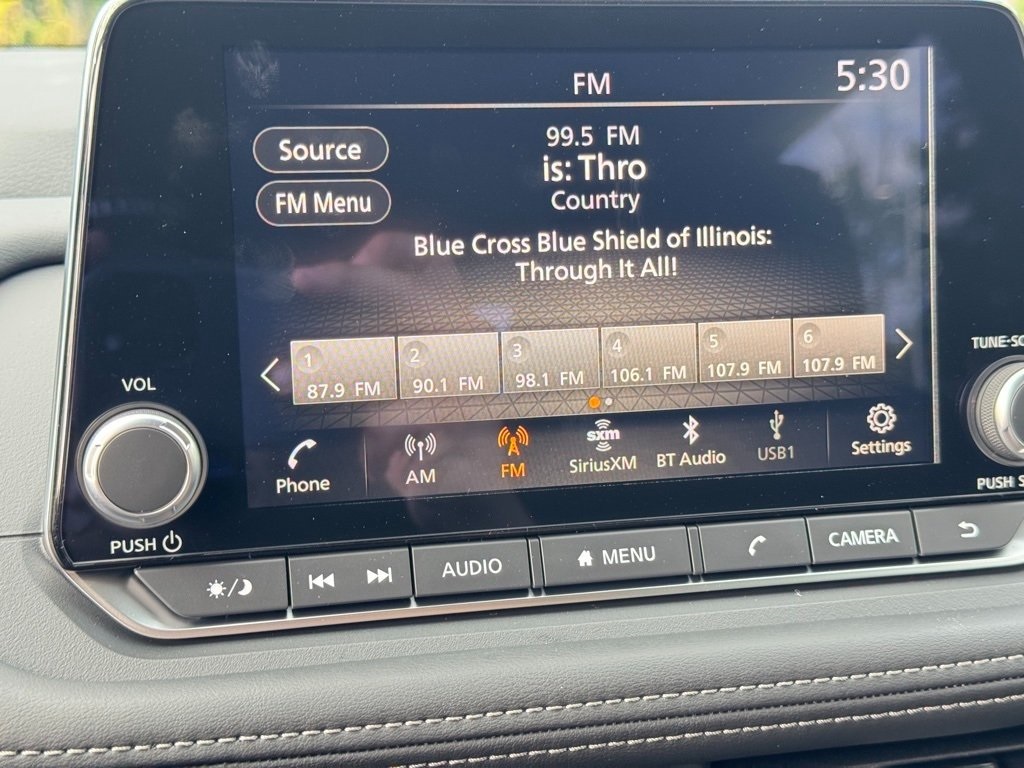 FM
5:30
Source
99.5 FM
is: Thro
FM Menu
Country
Blue Cross Blue Shield of Illinois:
Through It All!
1
87.9 FM
2
90.1 FM
3
98.1 FM
4
106.1 FM
5
107.9 FM
6
107.9 FM
VOL
TUNE-SC
Phone
AM
FM
sxm
SiriusXM
BT Audio
USB1
Settings
PUSH
PUSH S
AUDIO
MENU
CAMERA